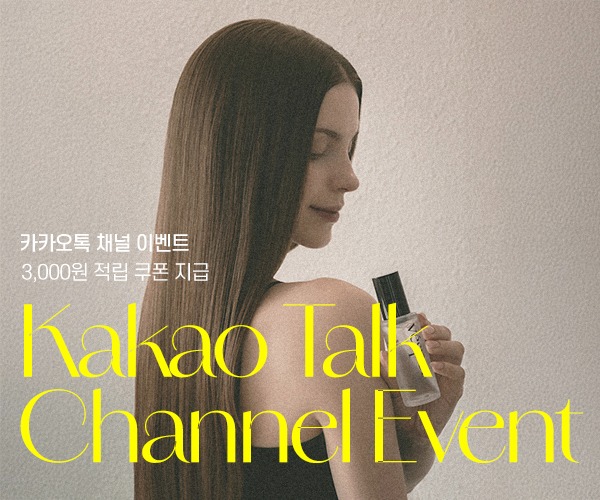 카카오톡 채널 이벤트
3,000원 적립 쿠폰 지급
Kakao Talk
Channel Event